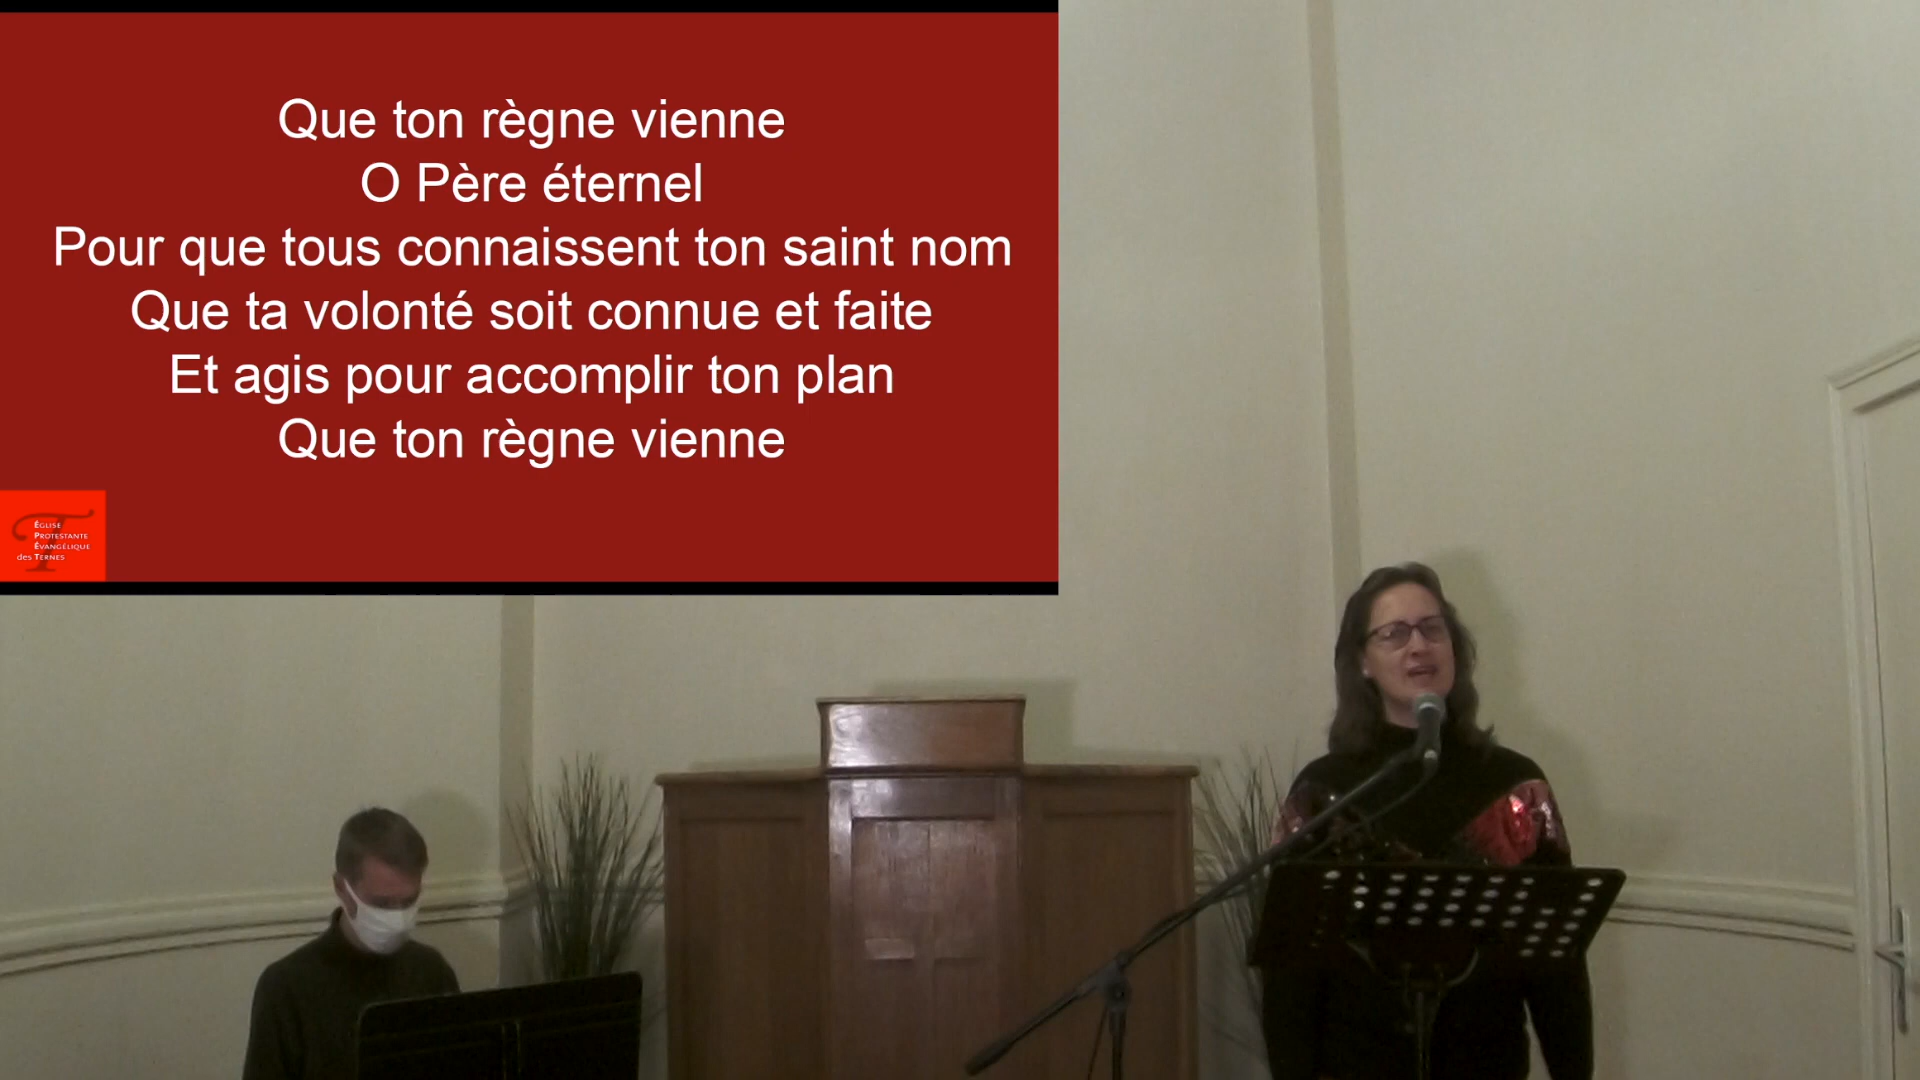 Que ton règne vienne
O Père éternel
Pour que tous connaissent ton saint nom
Que ta volonté soit connue et faite
Et agis pour accomplir ton plan
Que ton règne vienne
ÉGLISE
PROTESTANTE
ÉVANGÉLIQUE
des TERNES